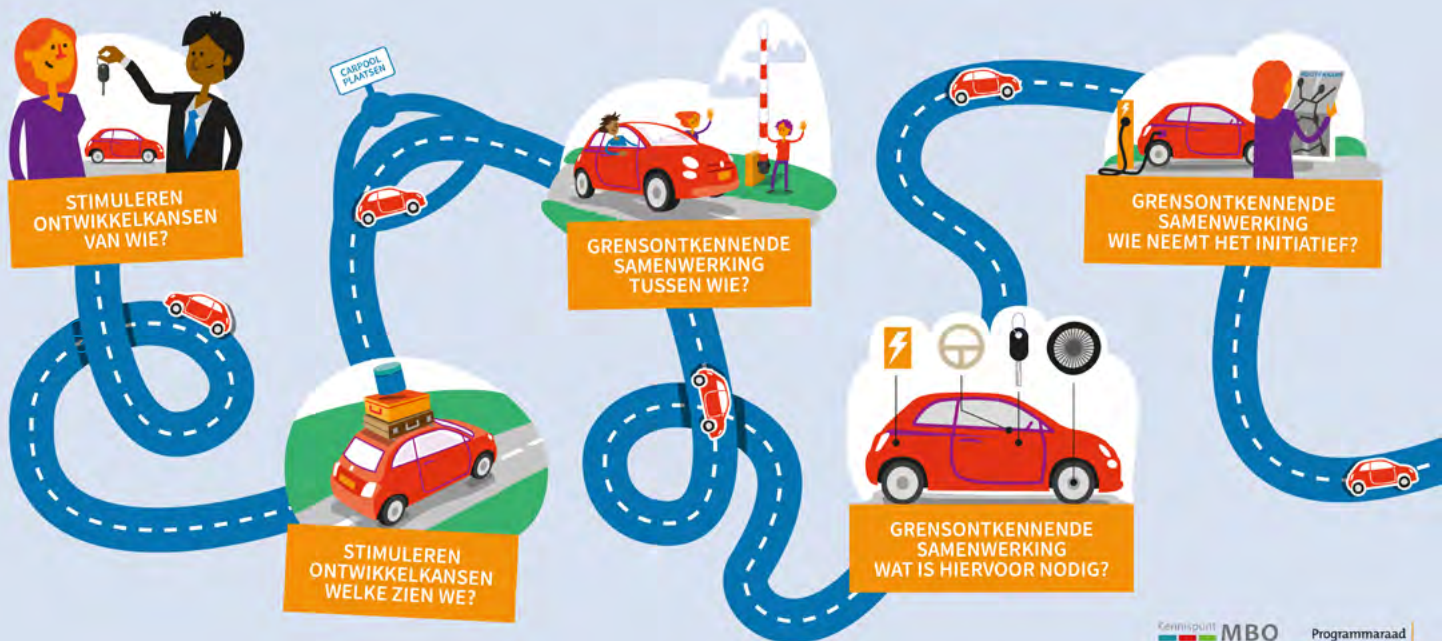 STIMULEREN
ONTWIKKELKANSEN
VAN WIE?
CARPOOL
PLAATSEN
STIMULEREN
ONTWIKKELKANSEN
WELKE ZIEN WE?
GRENSONTKENNENDE
SAMENWERKING
TUSSEN WIE?
GRENSONTKENNENDE
SAMENWERKING
WAT IS HIERVOOR NODIG?
GRENSONTKENNENDE
SAMENWERKING
WIE NEEMT HET INITIATIEF?
Kennispunt
MBO
Programmaraad